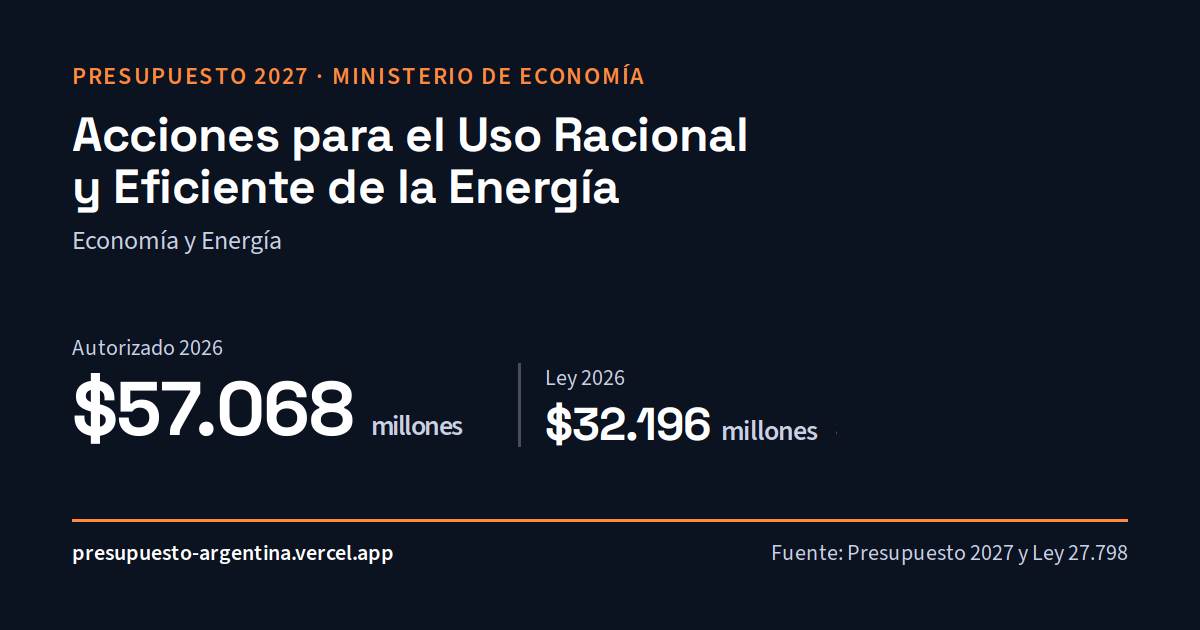 PRESUPUESTO 2027 · MINISTERIO DE ECONOMÍA
Acciones para el Uso Racional
y Eficiente de la Energía
Economía y Energía
Autorizado 2026
$57.068 millones
Ley 2026
$32.196 millones
presupuesto-argentina.vercel.app
Fuente: Presupuesto 2027 y Ley 27.798